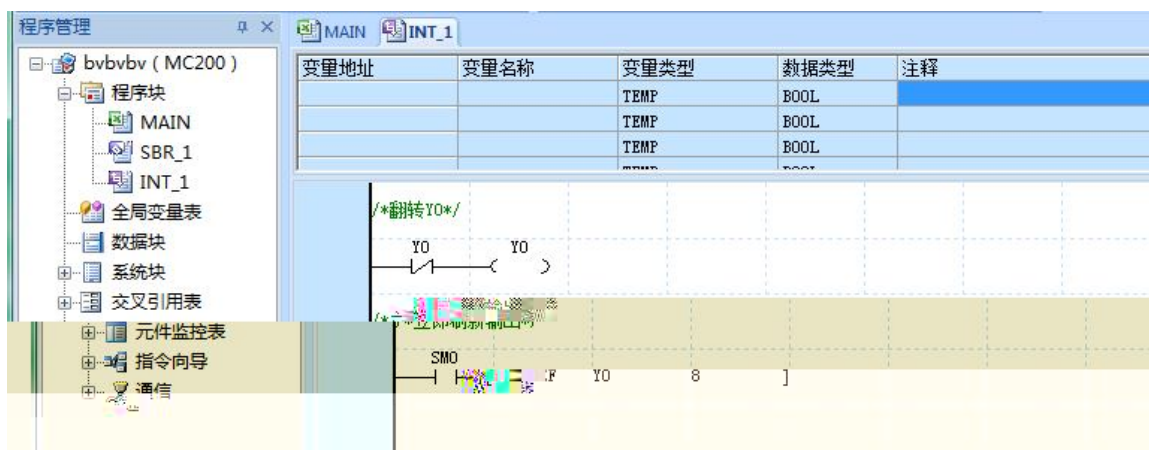 程序管理
MAIN INT_1
bvbvbv ( MC200 )
程序块
MAIN
SBR_1
INT_1
全局变量表
数据块
系统块
交叉引用表
元件监控表
指令向导
通信
变量地址 变量名称 变量类型 数据类型 注释
TEMP BOOL
TEMP BOOL
TEMP BOOL
/*翻转Y0*/
Y0 Y0
SM0
Y0 8 ]